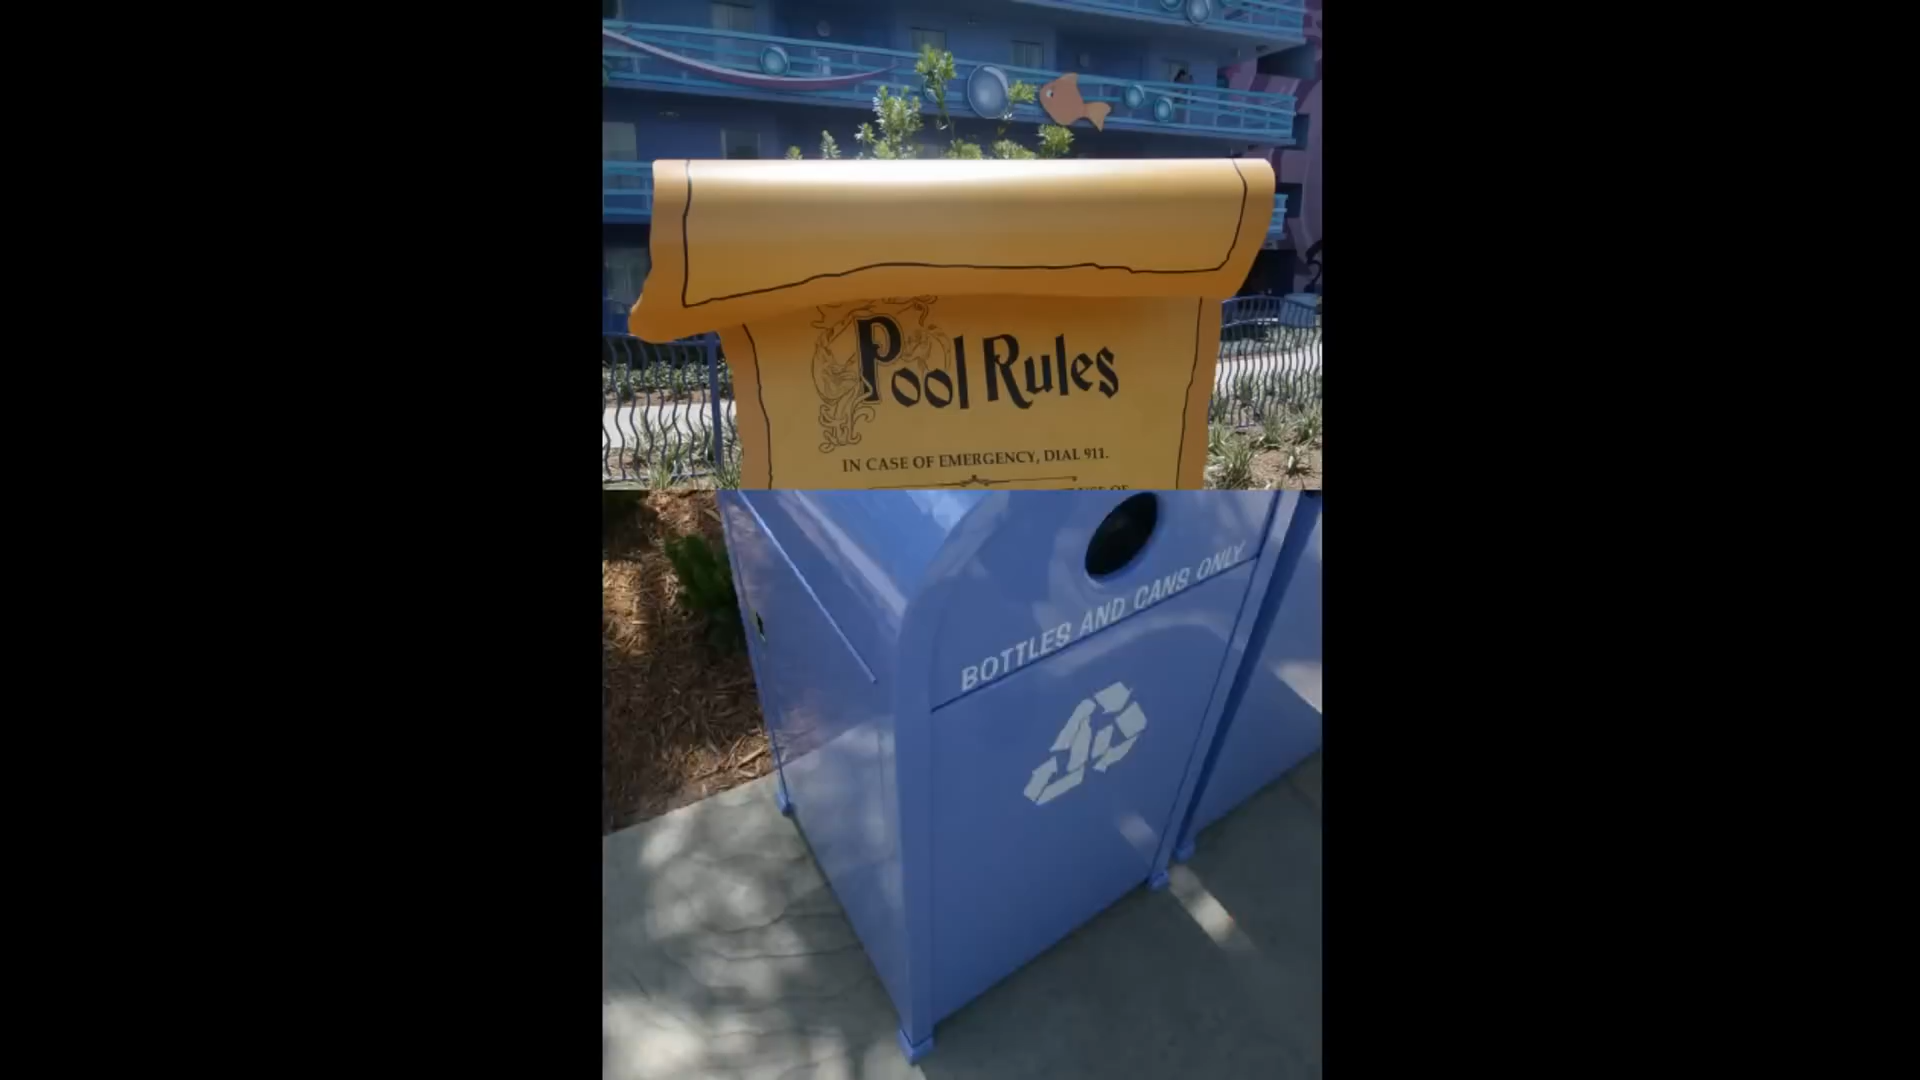 Pool Rules
IN CASE OF EMERGENCY, DIAL 911.
BOTTLES AND CANS ONLY